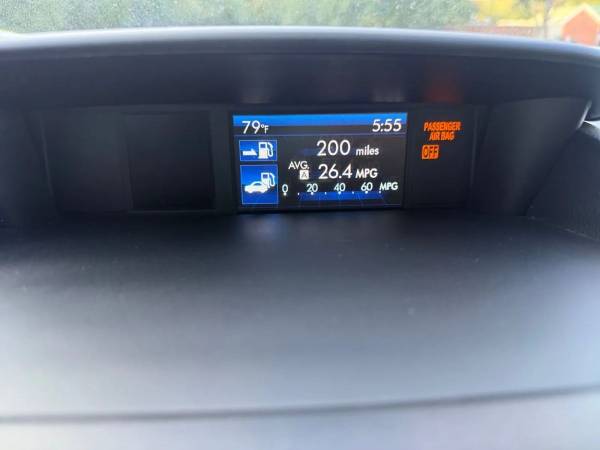 79°F 5:55
200 miles
AVG.
A 26.4 MPG
0 20 40 60 MPG
PASSENGER
AIR BAG
OFF